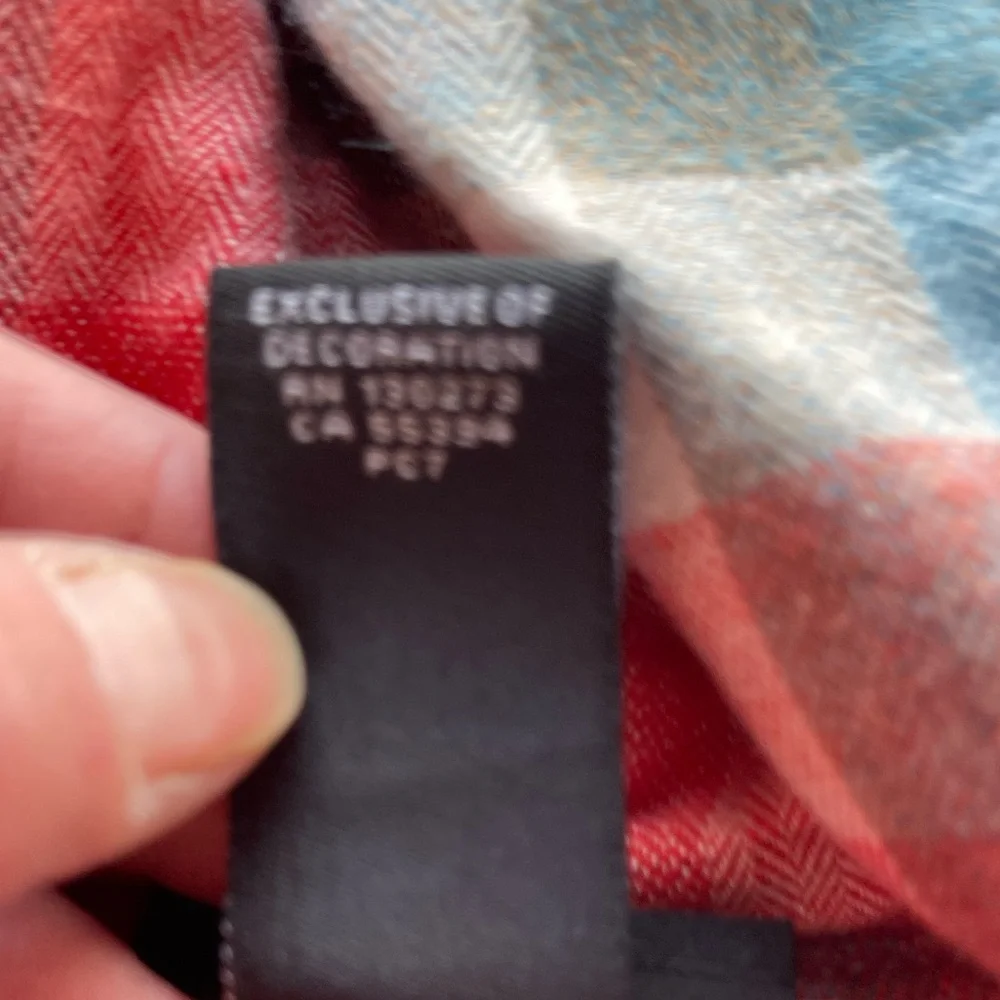 EXCLUSIVE OF
DECORATION
RN 130273
CA 55394
PC7